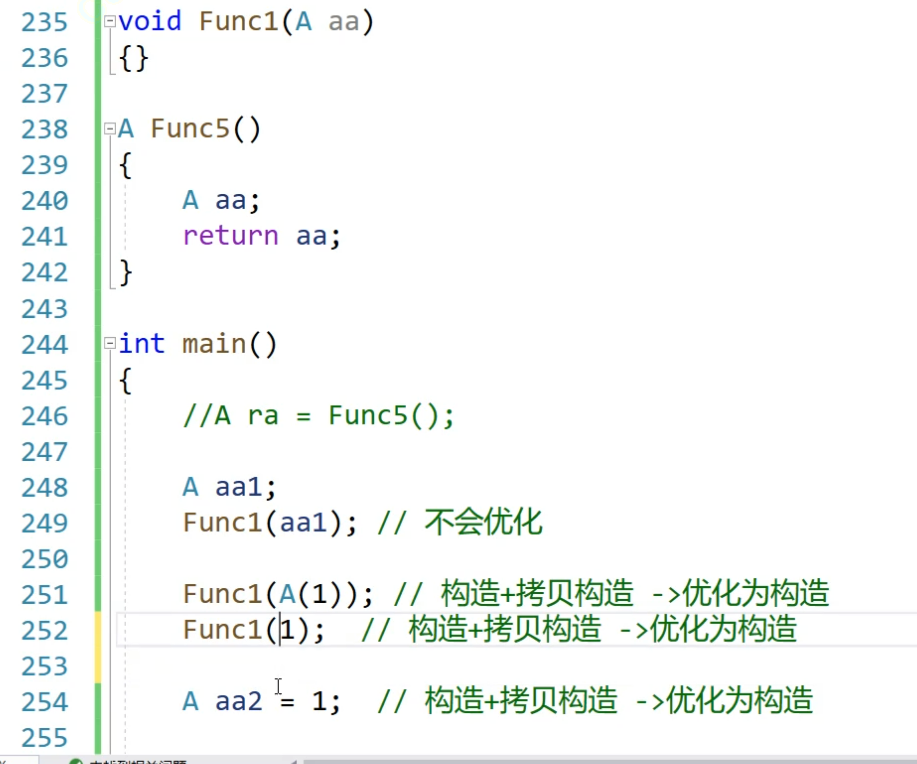 235 void Func1(A aa)
236 {}
237
238 A Func5()
239 {
240 A aa;
241 return aa;
242 }
243
244 int main()
245 {
246 //A ra = Func5();
247
248 A aa1;
249 Func1(aa1); // 不会优化
250
251 Func1(A(1)); // 构造+拷贝构造 ->优化为构造
252 Func1(1); // 构造+拷贝构造 ->优化为构造
253
254 A aa2 = 1; // 构造+拷贝构造 ->优化为构造
255